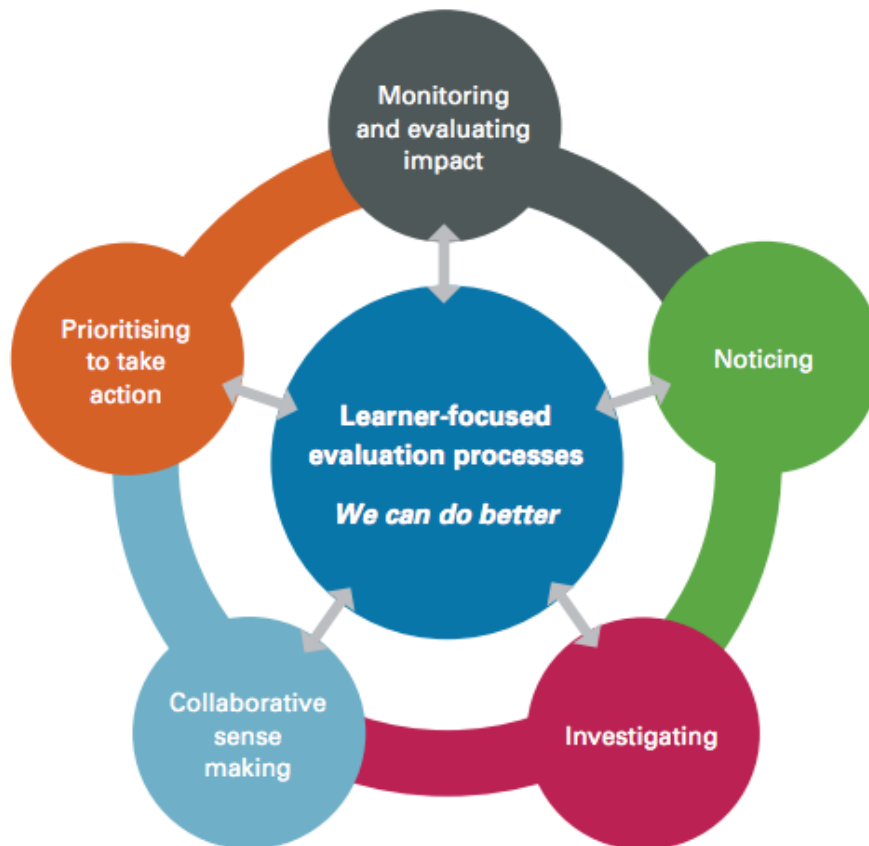 Monitoring
and evaluating
impact
Noticing
Investigating
Collaborative
sense
making
Prioritising
to take
action
Learner-focused
evaluation processes
We can do better